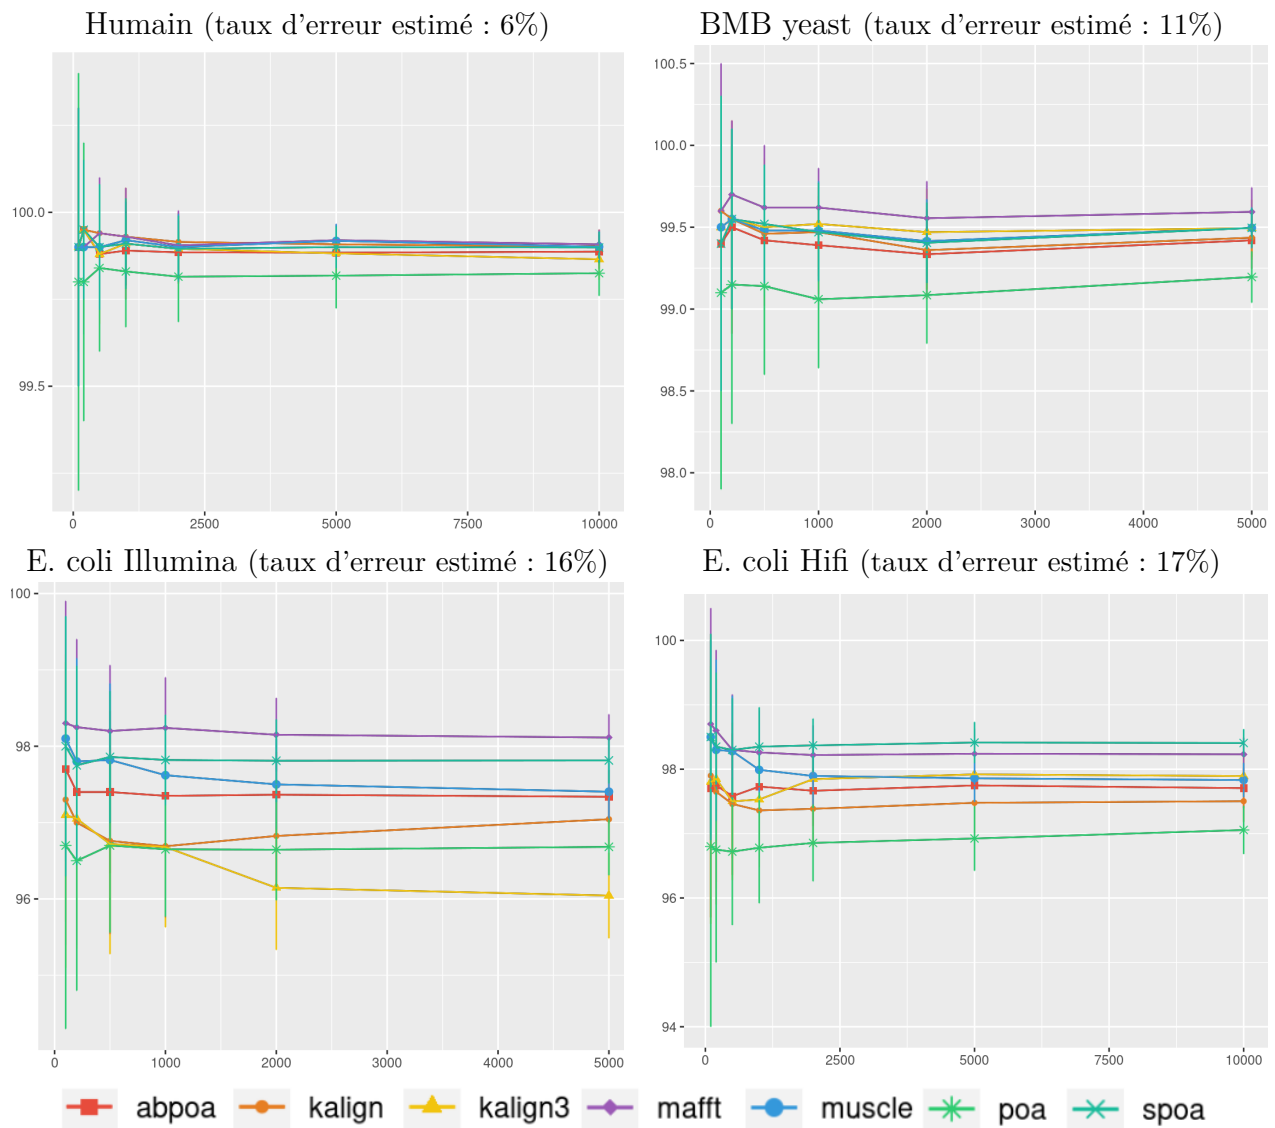 Humain (taux d'erreur estimé : 6%)
BMB yeast (taux d'erreur estimé : 11%)
100.0
99.5
0 2500 5000 7500 10000
100.5
100.0
99.5
99.0
98.5
98.0
0 1000 2000 3000 4000 5000
E. coli Illumina (taux d'erreur estimé : 16%)
E. coli Hifi (taux d'erreur estimé : 17%)
100
98
96
0 1000 2000 3000 4000 5000
100
98
96
94
0 2500 5000 7500 10000
abpoa kalign kalign3 mafft muscle poa spoa